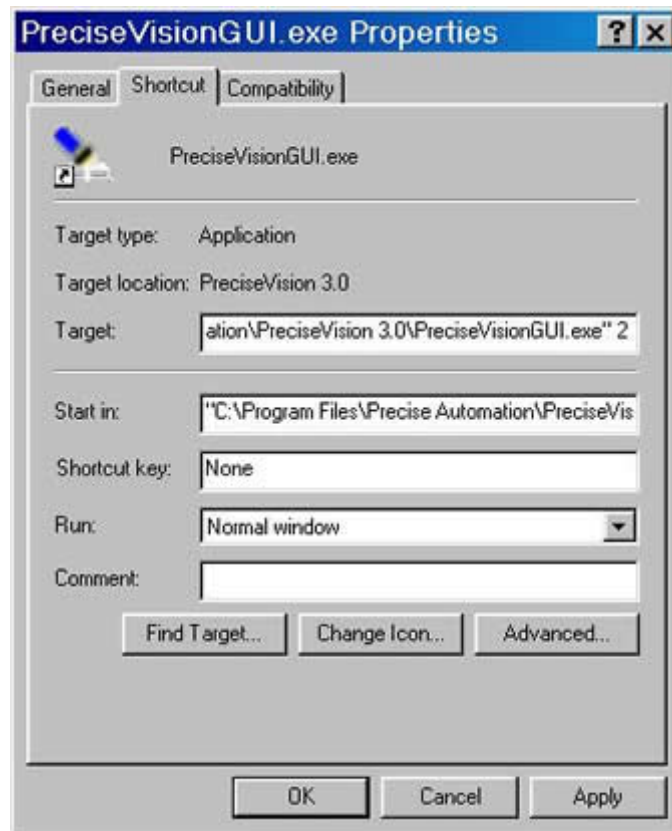 PreciseVisionGUI.exe Properties ? X
General Shortcut Compatibility
PreciseVisionGUI.exe
Target type: Application
Target location: PreciseVision 3.0
Target: ation\PreciseVision 3.0\PreciseVisionGUI.exe" 2
Start in: "C:\Program Files\Precise Automation\PreciseVis
Shortcut key: None
Run: Normal window
Comment:
Find Target... Change Icon... Advanced...
OK Cancel Apply